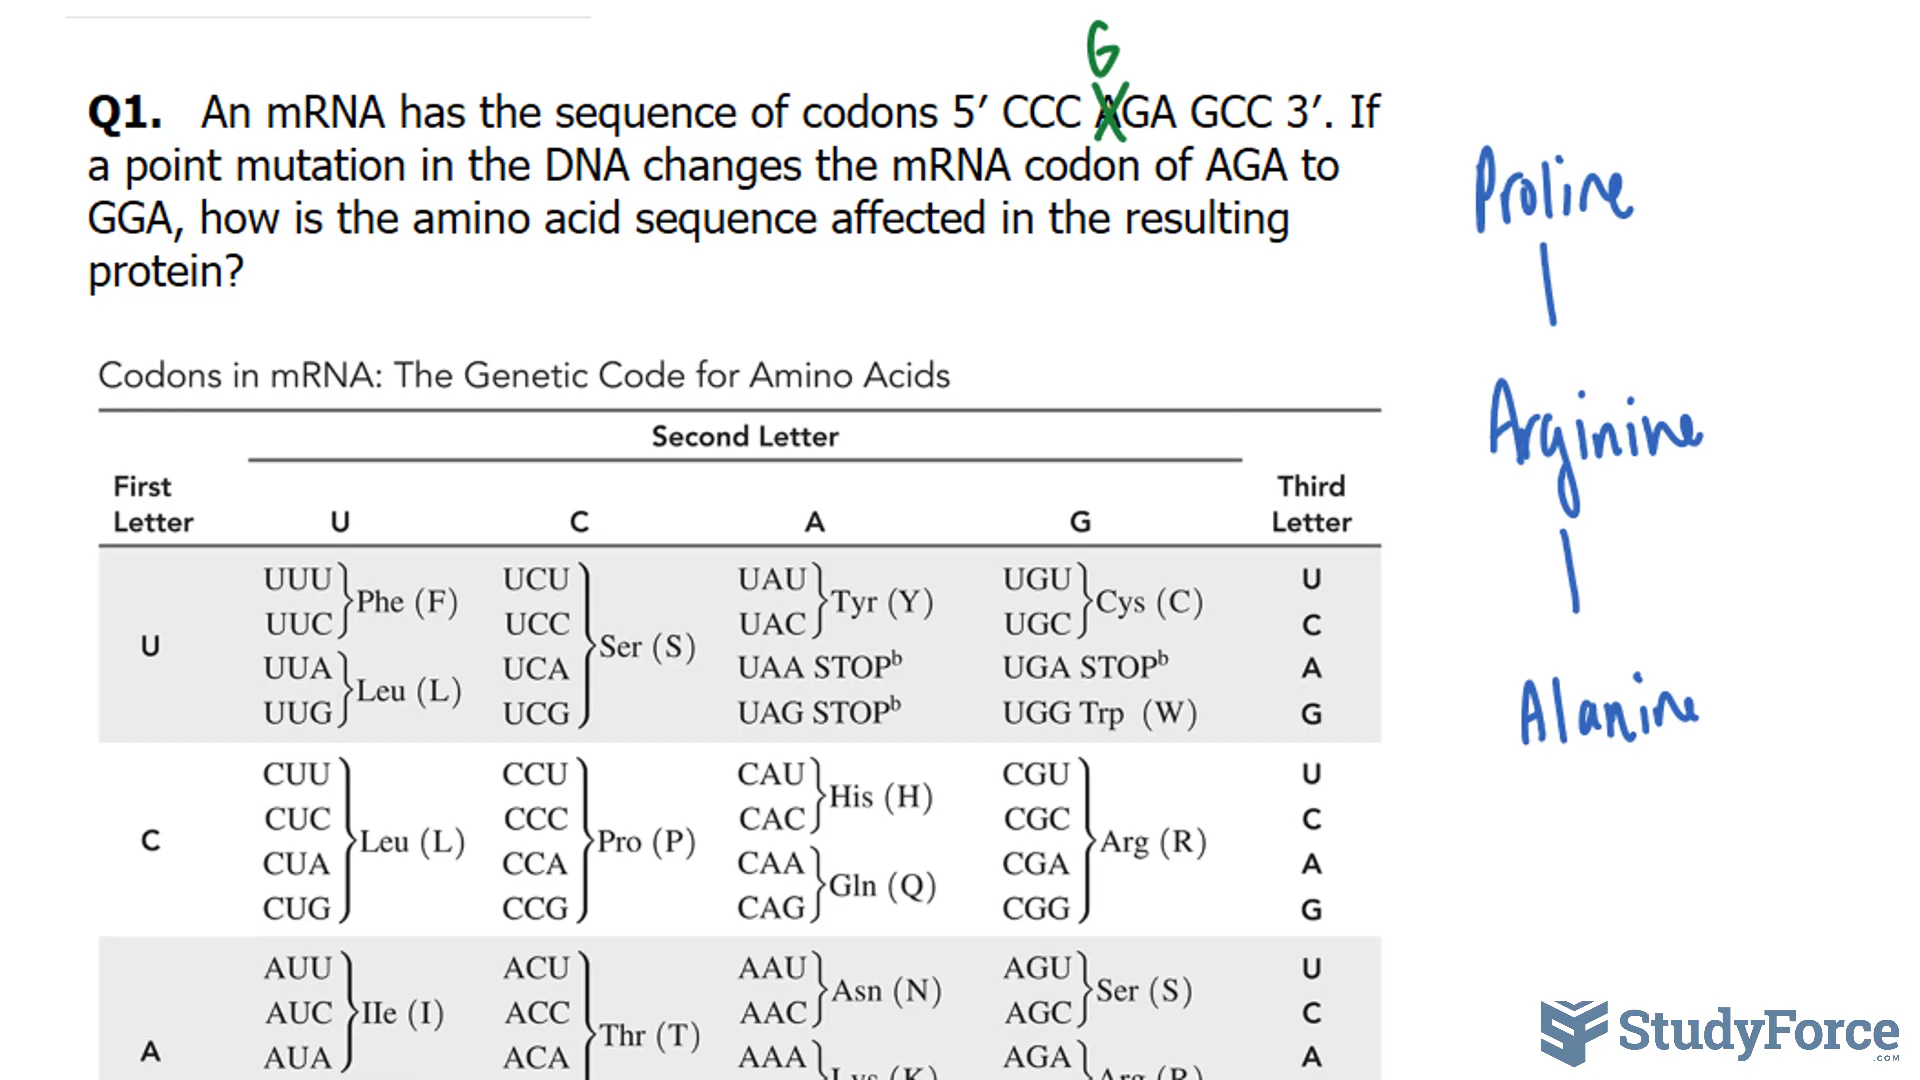 G
Q1. An mRNA has the sequence of codons 5′ CCC AGA GCC 3′. If
a point mutation in the DNA changes the mRNA codon of AGA to
GGA, how is the amino acid sequence affected in the resulting
protein?
Proline
Arginine
Alanine
Codons in mRNA: The Genetic Code for Amino Acids
Second Letter
First Letter U C A G Third Letter
UUU UCU UAU UGU U
Phe (F) Tyr (Y) Cys (C)
UUC UCC UAC UGC C
U Ser (S)
UUA UCA UAA STOPb UGA STOPb A
Leu (L)
UUG UCG UAG STOPb UGG Trp (W) G
CUU CCU CAU CGU U
His (H)
CUC CCC CAC CGC C
C Leu (L) Pro (P) Arg (R)
CUA CCA CAA CGA A
Gln (Q)
CUG CCG CAG CGG G
AUU ACU AAU AGU U
Asn (N) Ser (S)
AUC IIe (I) ACC AAC AGC C
Thr (T)
A AUA ACA AAA AGA A
Lys (K) Arg (R)
StudyForce
.COM